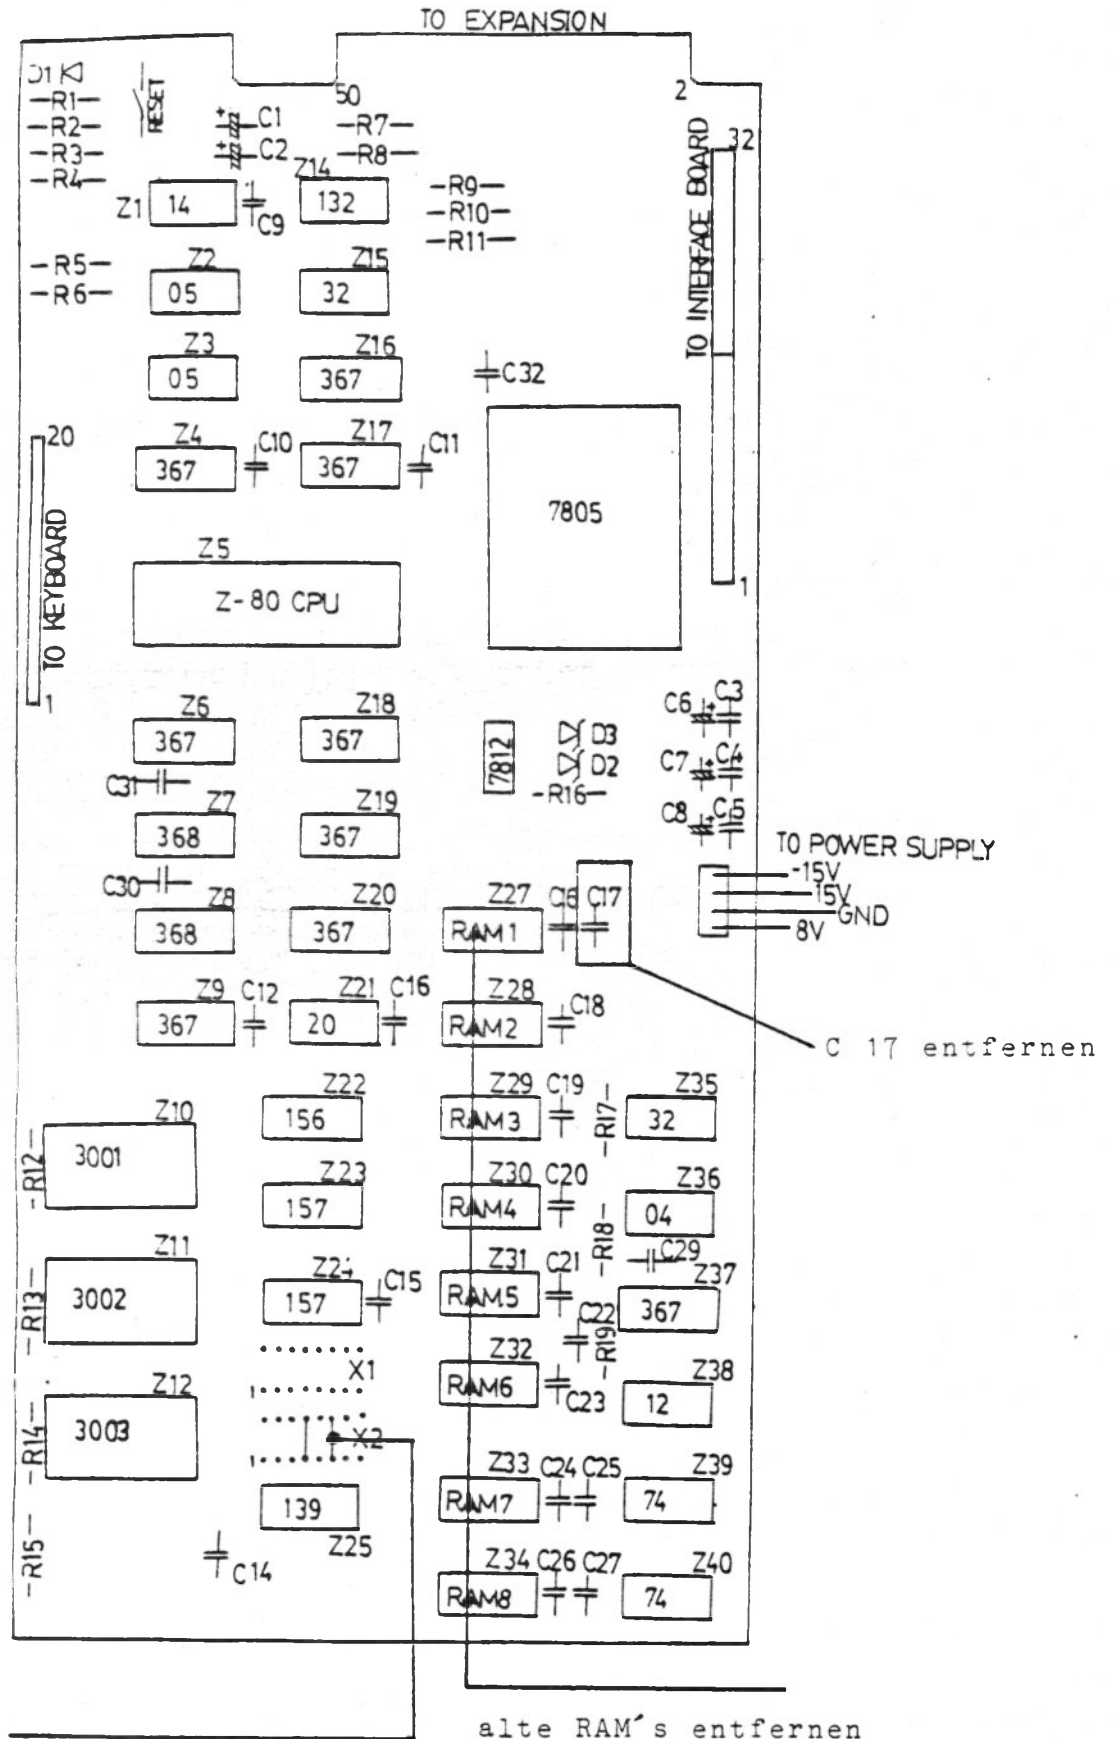 TO EXPANSION
D1
-R1-
-R2-
-R3-
-R4-
RESET
+
C1
+
C2
50
-R7-
-R8-
2
32
TO INTERFACE BOARD
Z1
14
C9
Z14
132
-R9-
-R10-
-R11-
-R5-
-R6-
Z2
05
Z15
32
Z3
05
Z16
367
C32
20
TO KEYBOARD
1
Z4
367
C10
Z17
367
C11
7805
1
Z5
Z-80 CPU
Z6
367
Z18
367
7812
D3
D2
-R16-
C6
+
C3
C7
+
C4
C8
+
C5
C31
Z7
368
Z19
367
TO POWER SUPPLY
-15V
15V
GND
8V
C30
Z8
368
Z20
367
Z27
RAM1
C16
C17
Z9
367
C12
Z21
20
C16
Z28
RAM2
C18
C 17 entfernen
Z10
3001
-R12-
Z22
156
Z29
RAM3
C19
-R17-
Z35
32
Z23
157
Z30
RAM4
C20
-R18-
Z36
04
C29
Z11
3002
-R13-
Z24
157
C15
Z31
RAM5
C21
C22
-R19-
Z37
367
X1
1
Z32
RAM6
C23
Z38
12
Z12
3003
-R14-
X2
1
Z33
RAM7
C24
C25
Z39
74
139
Z25
-R15-
C14
Z34
RAM8
C26
C27
Z40
74
alte RAM´s entfernen